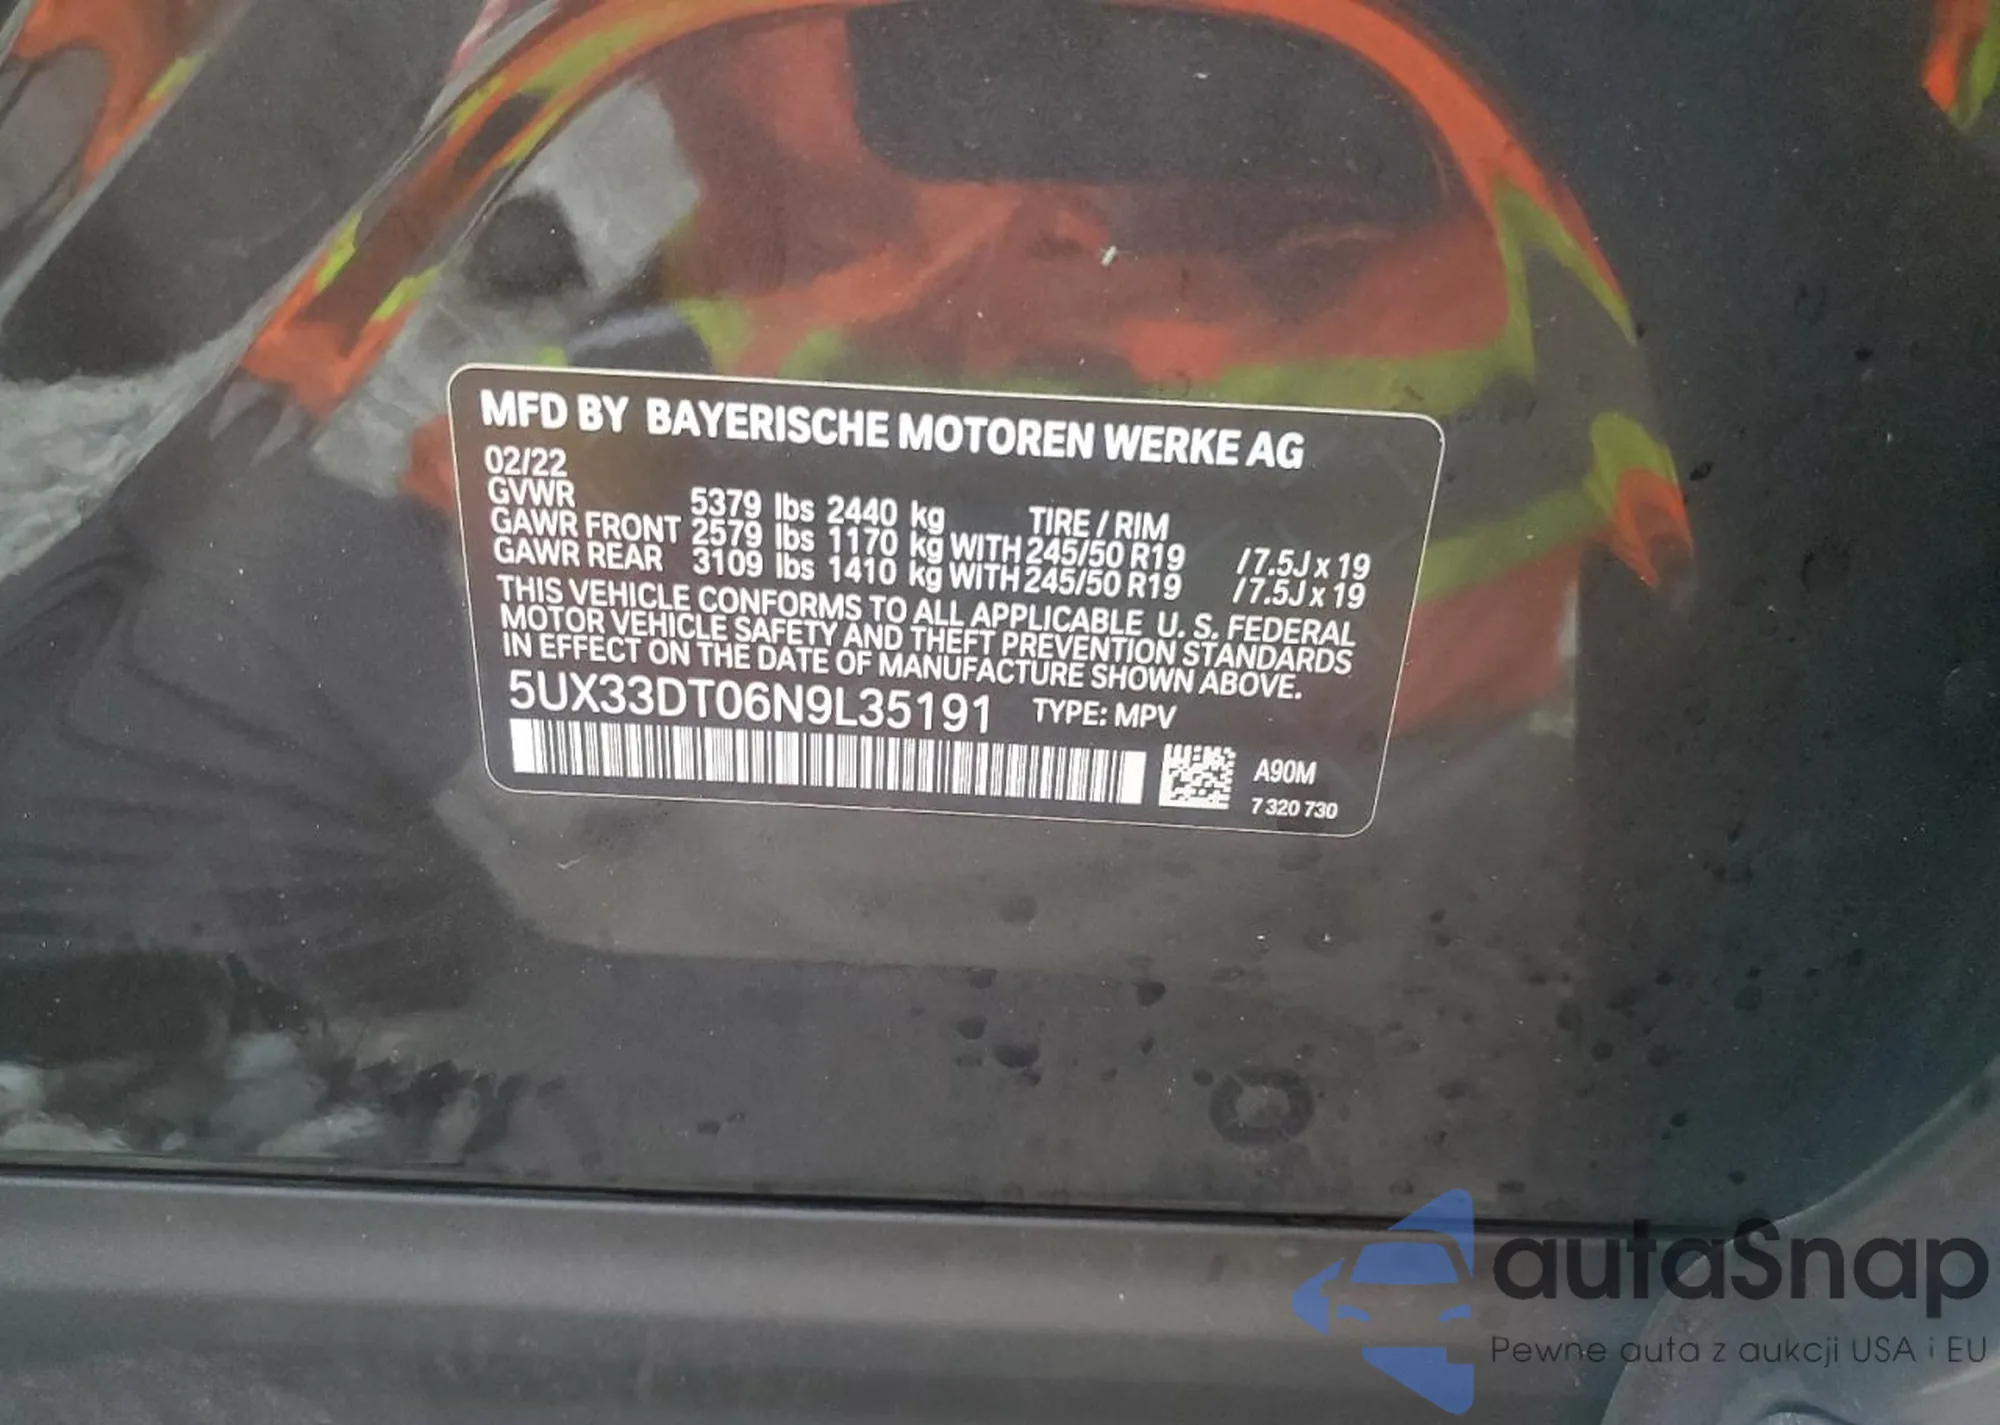 MFD BY BAYERISCHE MOTOREN WERKE AG
02/22
GVWR 5379 lbs 2440 kg TIRE / RIM
GAWR FRONT 2579 lbs 1170 kg WITH 245/50 R19 / 7.5J x 19
GAWR REAR 3109 lbs 1410 kg WITH 245/50 R19 / 7.5J x 19
THIS VEHICLE CONFORMS TO ALL APPLICABLE U. S. FEDERAL
MOTOR VEHICLE SAFETY AND THEFT PREVENTION STANDARDS
IN EFFECT ON THE DATE OF MANUFACTURE SHOWN ABOVE.
5UX33DT06N9L35191 TYPE: MPV
A90M
7 320 730
autaSnap
Pewne auta z aukcji USA i EU